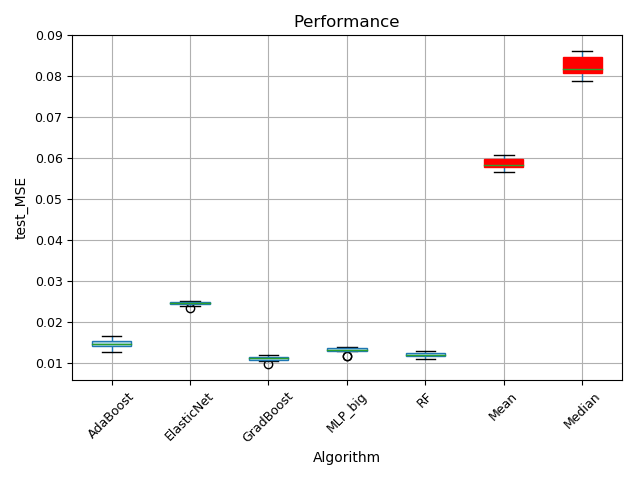 Performance
0.09
0.08
0.07
0.06
0.05
0.04
0.03
0.02
0.01
test_MSE
AdaBoost
ElasticNet
GradBoost
MLP_big
RF
Mean
Median
Algorithm